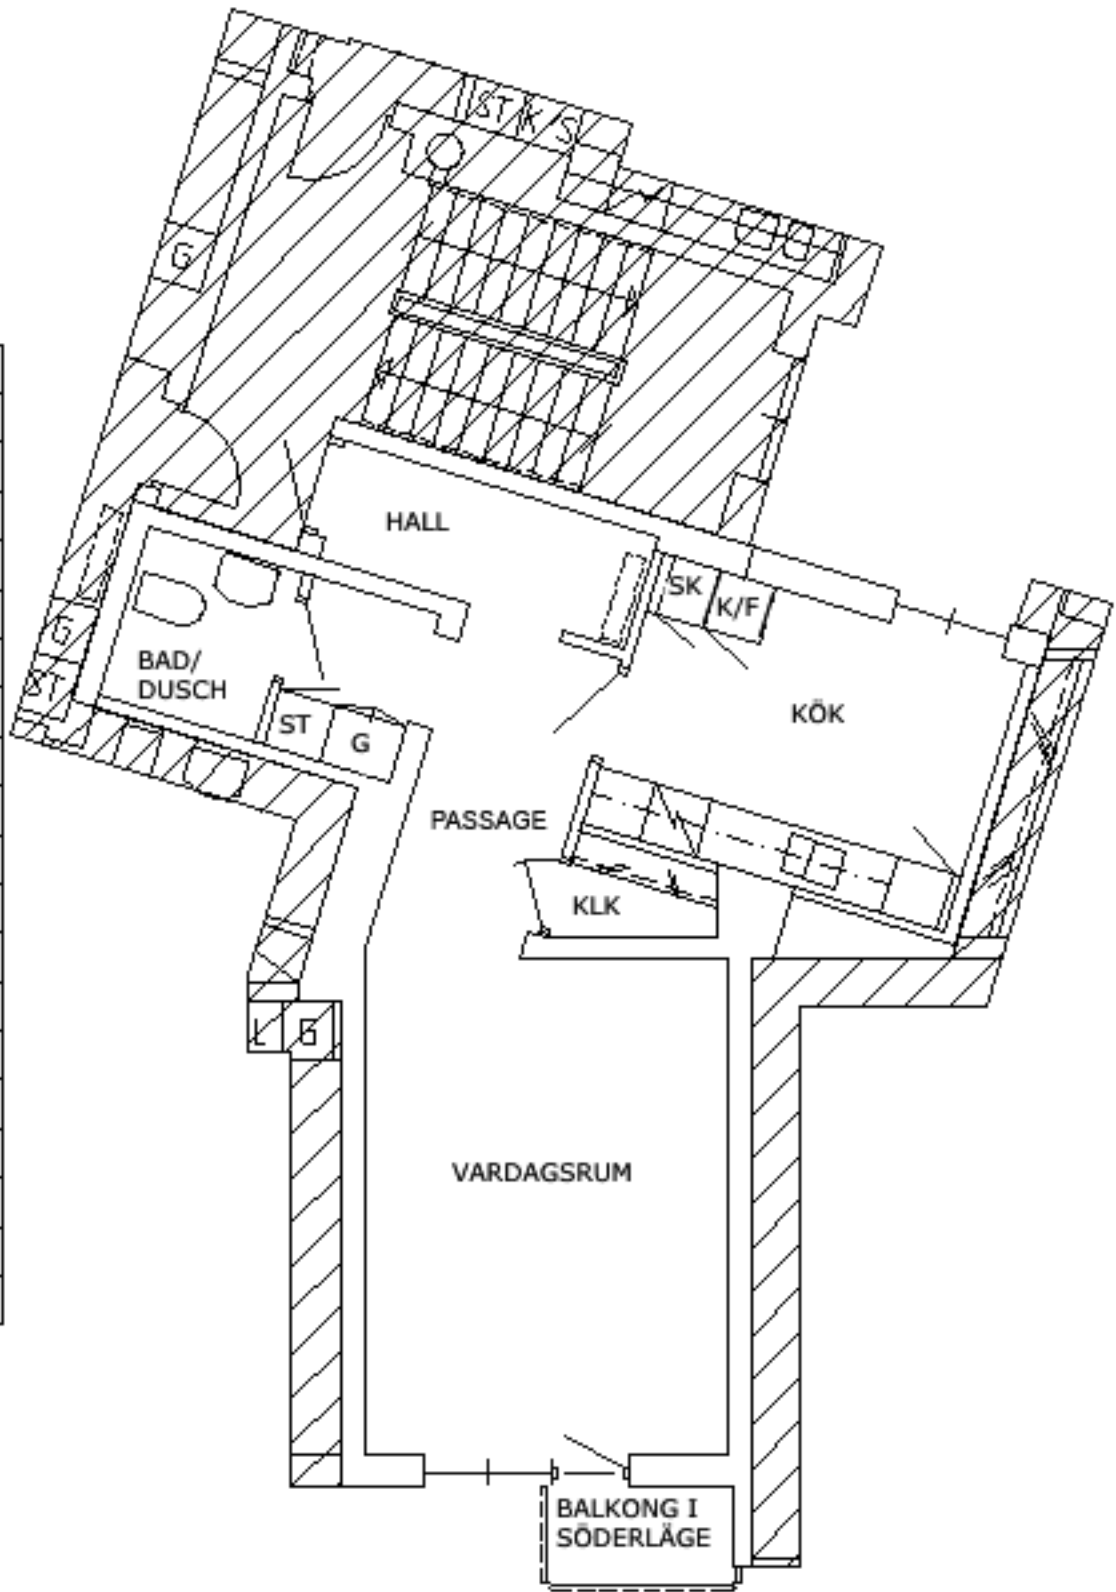 ST K S
G
HALL
SK
K/F
G
BAD/
DUSCH
ST
KÖK
ST
G
PASSAGE
KLK
L
G
VARDAGSRUM
BALKONG I
SÖDERLÄGE